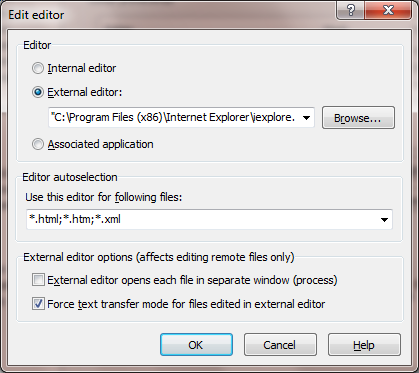 Edit editor
Editor
Internal editor
External editor:
"C:\Program Files (x86)\Internet Explorer\iexplore.
Browse...
Associated application
Editor autoselection
Use this editor for following files:
*.html;*.htm;*.xml
External editor options (affects editing remote files only)
External editor opens each file in separate window (process)
Force text transfer mode for files edited in external editor
OK Cancel Help